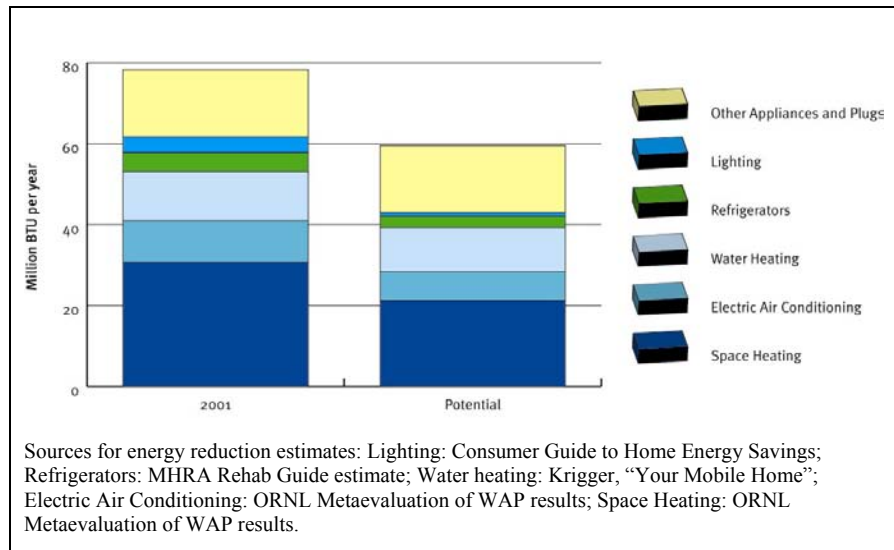 80
60
40
20
0
Million BTU per year
2001
Potential
Other Appliances and Plugs
Lighting
Refrigerators
Water Heating
Electric Air Conditioning
Space Heating
Sources for energy reduction estimates: Lighting: Consumer Guide to Home Energy Savings;
Refrigerators: MHRA Rehab Guide estimate; Water heating: Krigger, “Your Mobile Home”;
Electric Air Conditioning: ORNL Metaevaluation of WAP results; Space Heating: ORNL
Metaevaluation of WAP results.